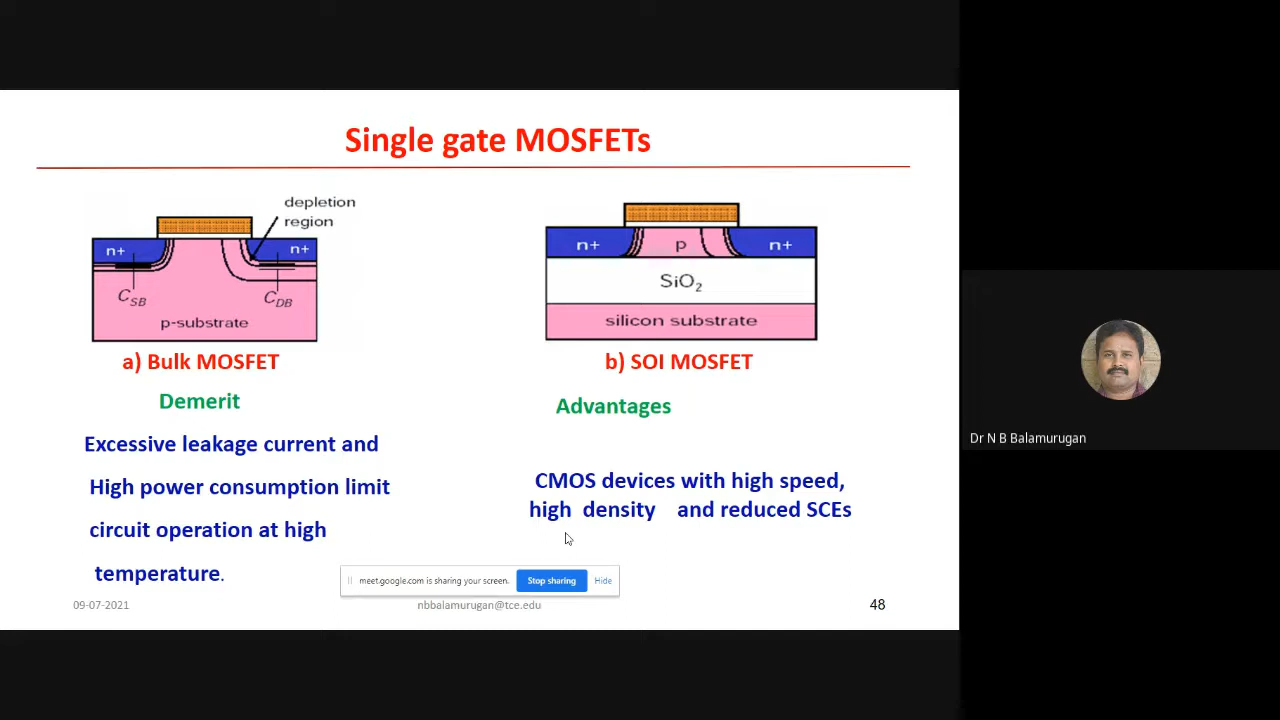 Single gate MOSFETs
depletion
region
n+
n+
C_SB
C_DB
p-substrate
n+
p
n+
SiO₂
silicon substrate
a) Bulk MOSFET
b) SOI MOSFET
Demerit
Advantages
Excessive leakage current and
High power consumption limit
circuit operation at high
temperature.
CMOS devices with high speed,
high density and reduced SCEs
meet.google.com is sharing your screen.
Stop sharing
Hide
09-07-2021
nbbalamurugan@tce.edu
48
Dr N B Balamurugan